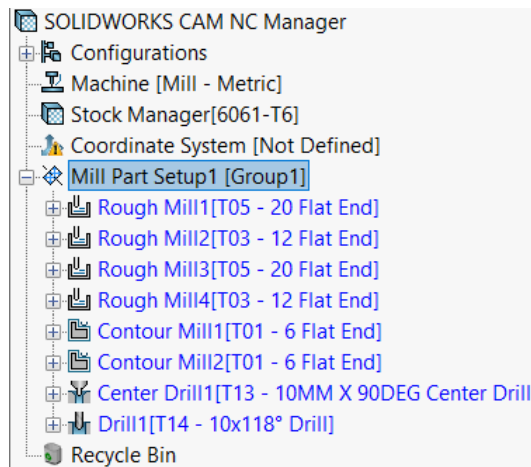 SOLIDWORKS CAM NC Manager
Configurations
Machine [Mill - Metric]
Stock Manager[6061-T6]
Coordinate System [Not Defined]
Mill Part Setup1 [Group1]
Rough Mill1[T05 - 20 Flat End]
Rough Mill2[T03 - 12 Flat End]
Rough Mill3[T05 - 20 Flat End]
Rough Mill4[T03 - 12 Flat End]
Contour Mill1[T01 - 6 Flat End]
Contour Mill2[T01 - 6 Flat End]
Center Drill1[T13 - 10MM X 90DEG Center Drill
Drill1[T14 - 10x118° Drill]
Recycle Bin